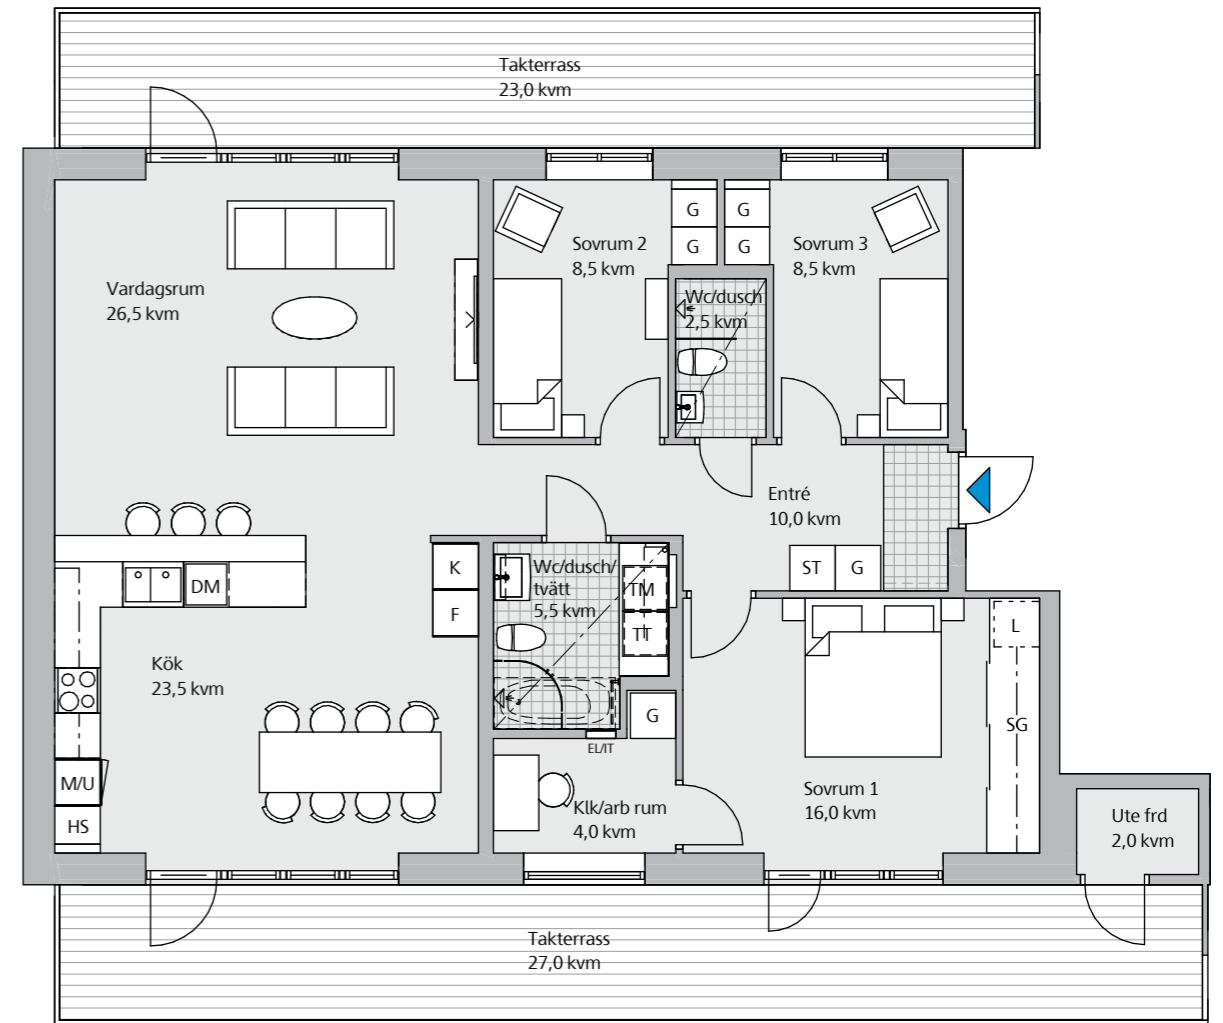 Takterrass
23,0 kvm
Vardagsrum
26,5 kvm
Sovrum 2
8,5 kvm
G
G
G
G
Sovrum 3
8,5 kvm
Wc/dusch
2,5 kvm
Entré
10,0 kvm
ST
G
DM
K
F
Wc/dusch/
tvätt
5,5 kvm
TM
TT
Kök
23,5 kvm
M/U
HS
G
EL/IT
Klk/arb rum
4,0 kvm
L
SG
Sovrum 1
16,0 kvm
Ute frd
2,0 kvm
Takterrass
27,0 kvm